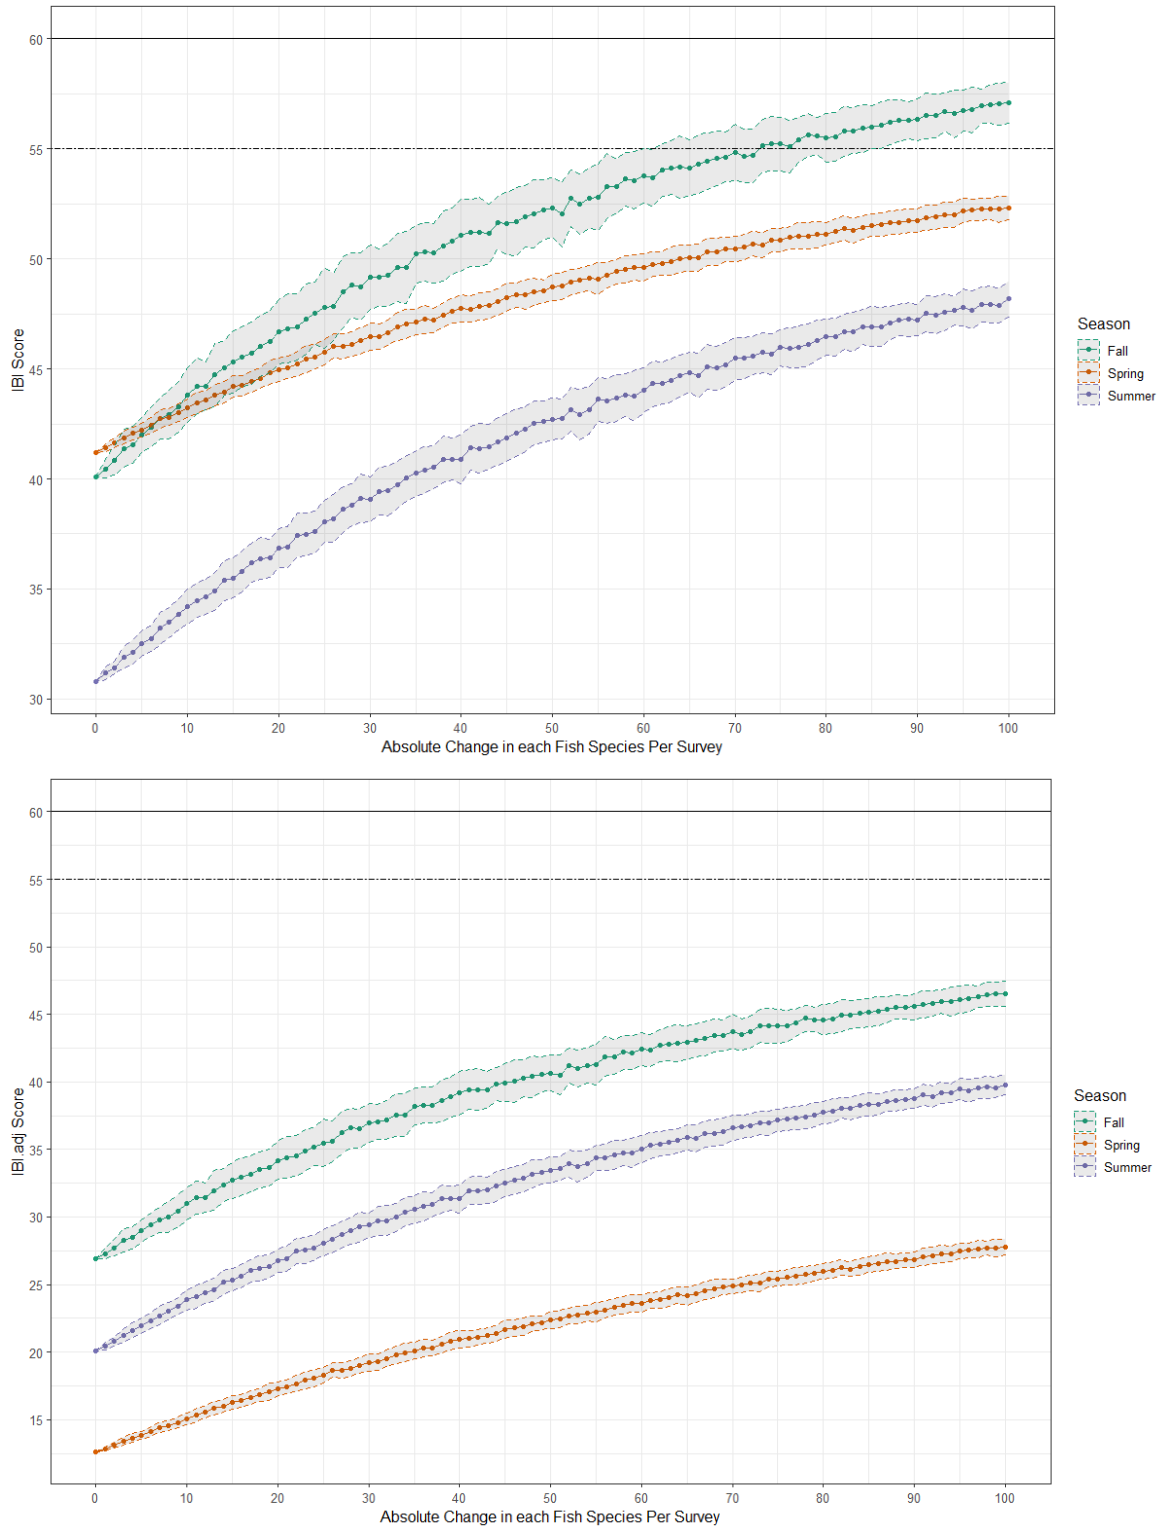 60
55
50
45
40
35
30
IBI Score
0 10 20 30 40 50 60 70 80 90 100
Absolute Change in each Fish Species Per Survey
Season
Fall
Spring
Summer
60
55
50
45
40
35
30
25
20
15
IBI.adj Score
0 10 20 30 40 50 60 70 80 90 100
Absolute Change in each Fish Species Per Survey
Season
Fall
Spring
Summer